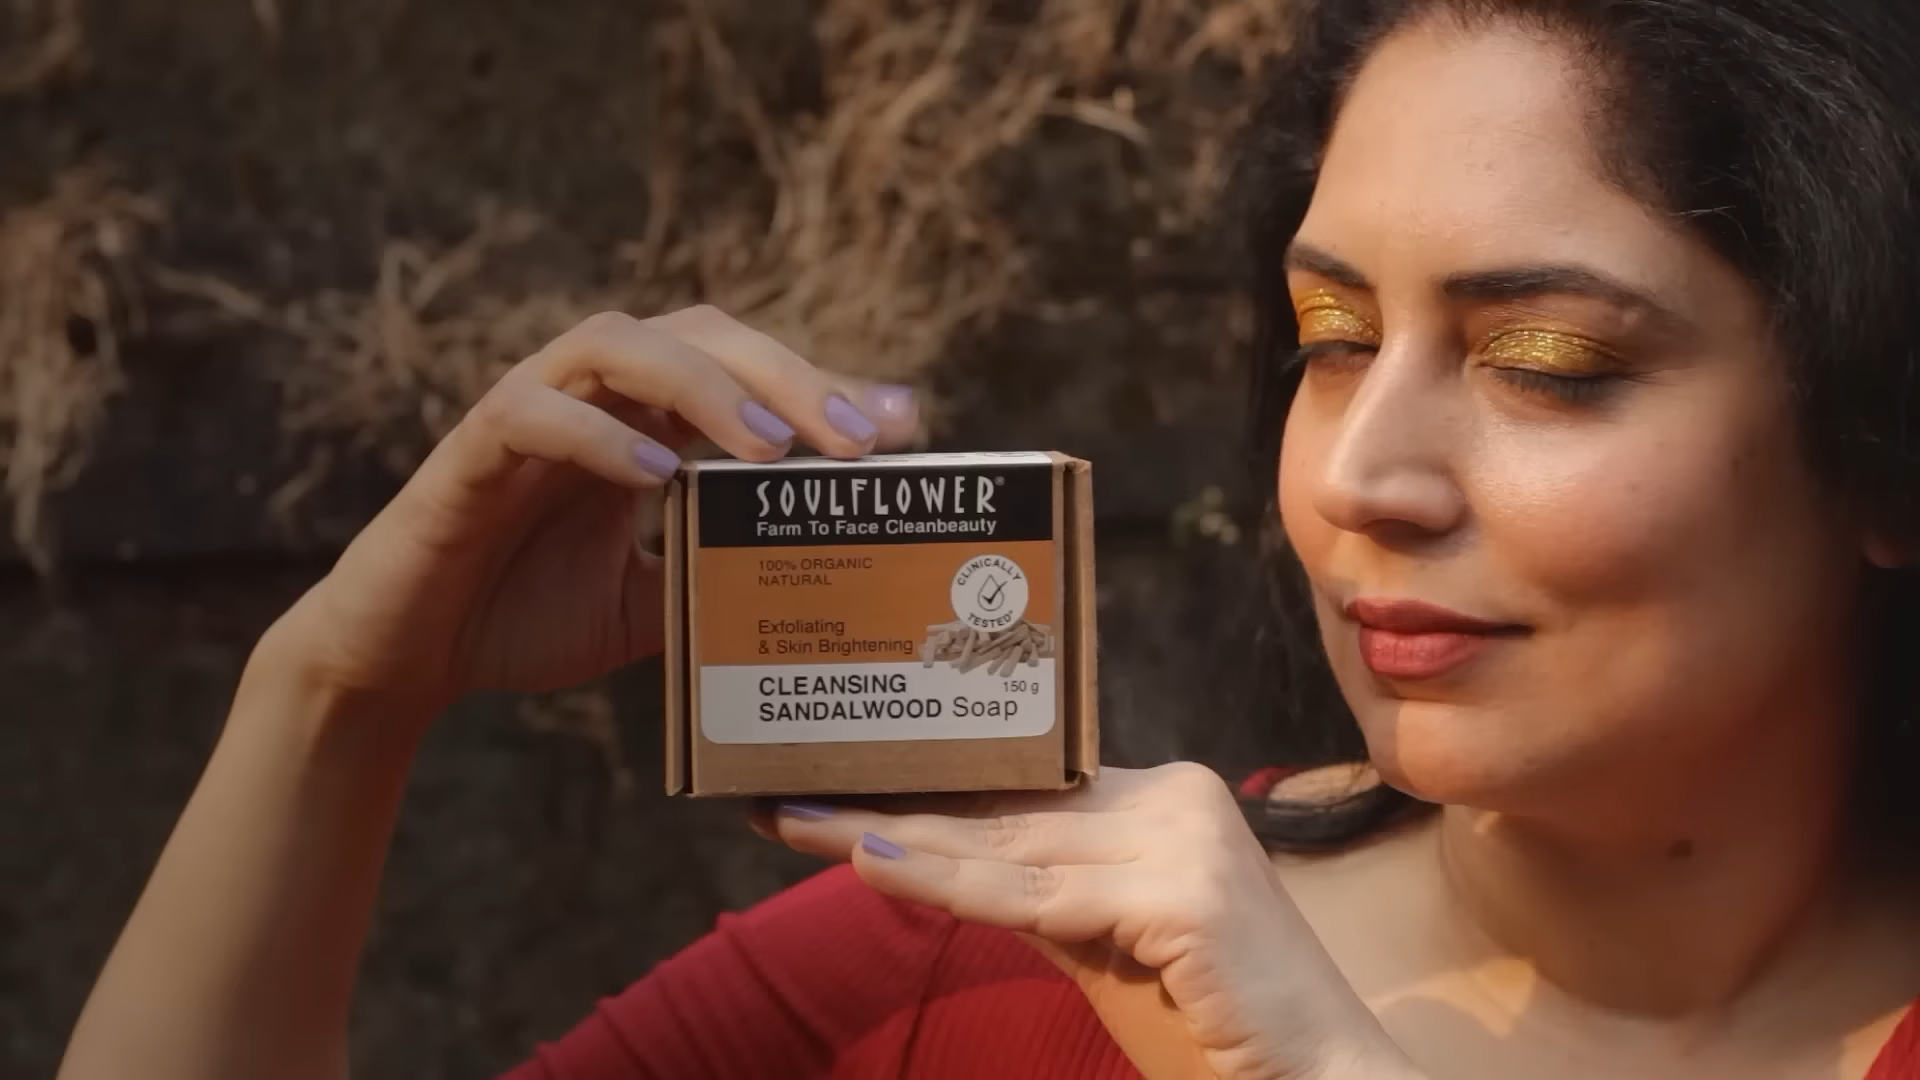 SOULFLOWER®
Farm To Face Cleanbeauty
100% ORGANIC
NATURAL
CLINICALLY
TESTED*
Exfoliating
& Skin Brightening
CLEANSING
150 g
SANDALWOOD Soap